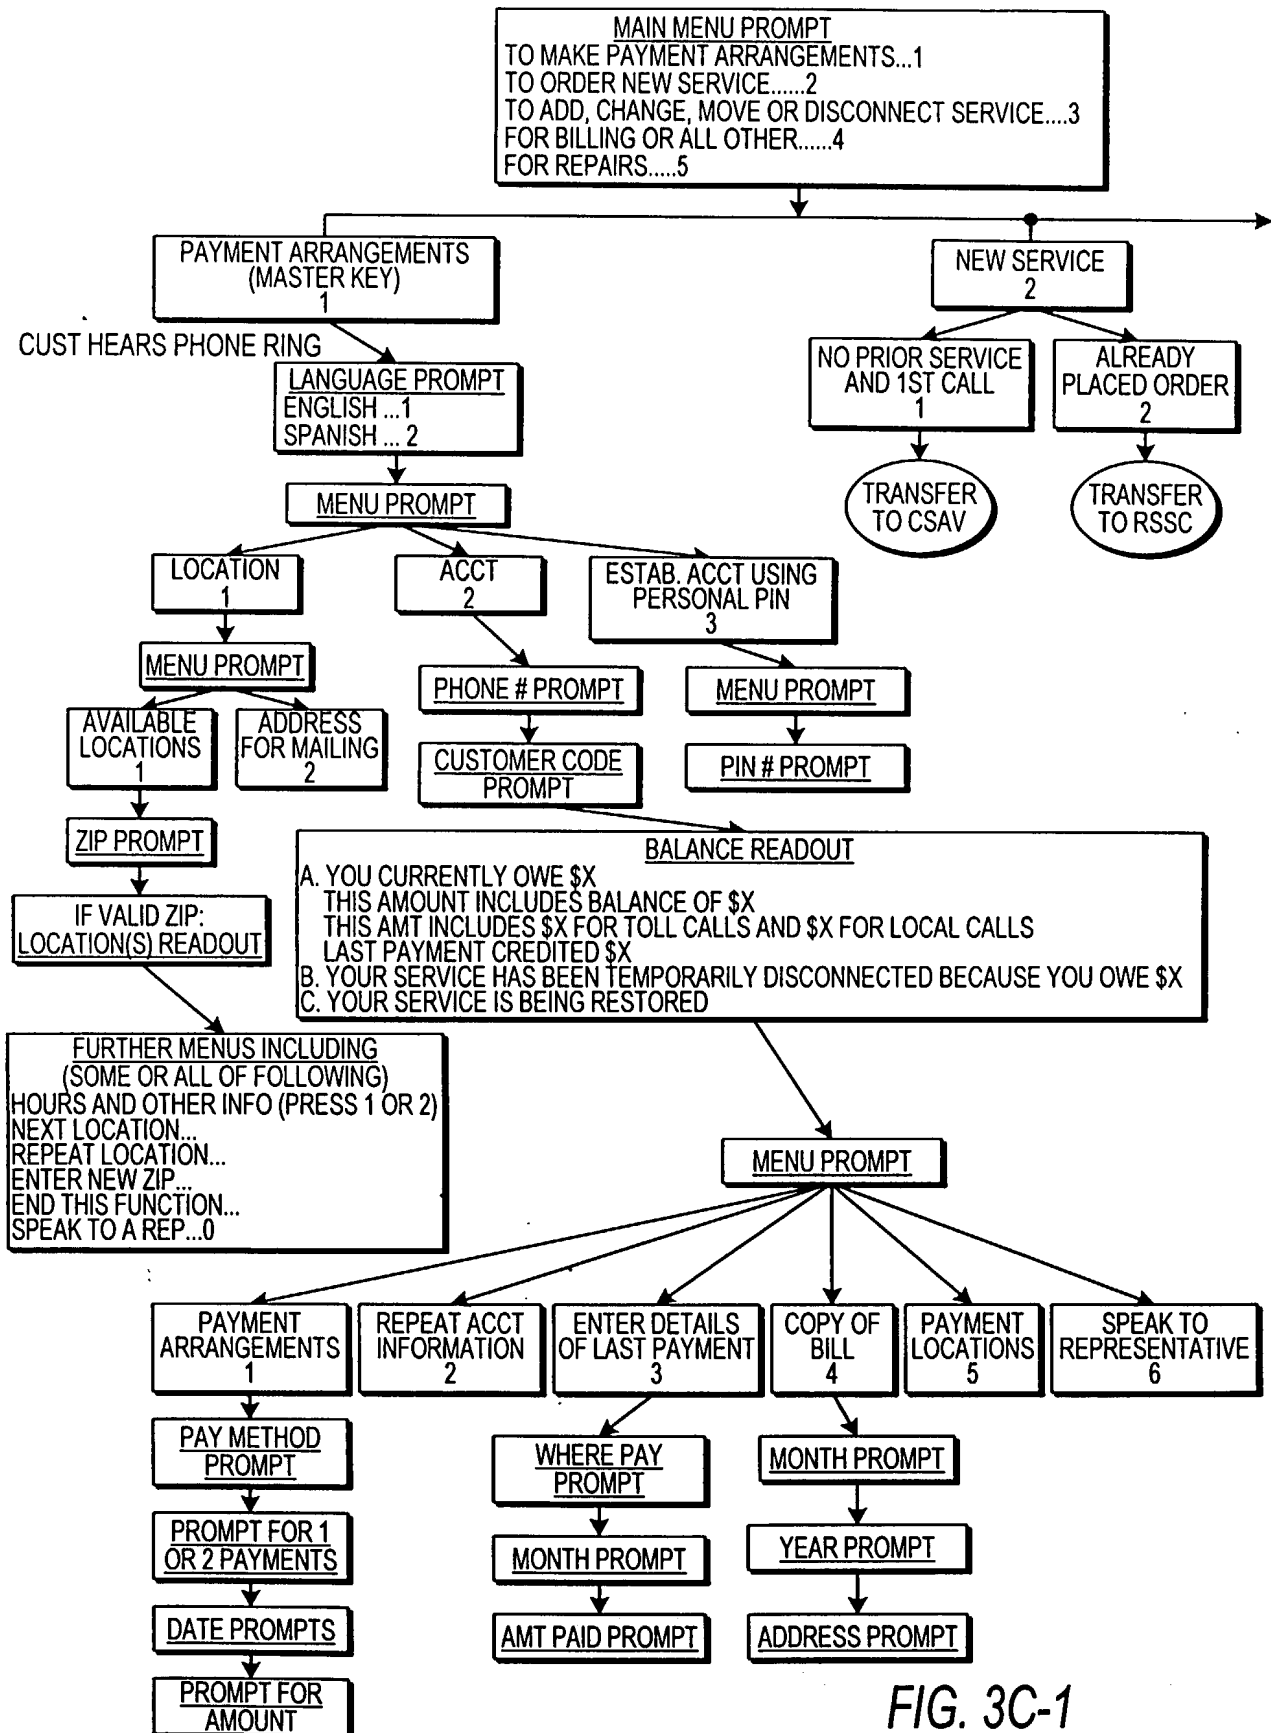 MAIN MENU PROMPT
TO MAKE PAYMENT ARRANGEMENTS...1
TO ORDER NEW SERVICE......2
TO ADD, CHANGE, MOVE OR DISCONNECT SERVICE....3
FOR BILLING OR ALL OTHER......4
FOR REPAIRS.....5
PAYMENT ARRANGEMENTS
(MASTER KEY)
1
NEW SERVICE
2
CUST HEARS PHONE RING
LANGUAGE PROMPT
ENGLISH ...1
SPANISH ... 2
NO PRIOR SERVICE
AND 1ST CALL
1
ALREADY
PLACED ORDER
2
MENU PROMPT
TRANSFER
TO CSAV
TRANSFER
TO RSSC
LOCATION
1
ACCT
2
ESTAB. ACCT USING
PERSONAL PIN
3
MENU PROMPT
PHONE # PROMPT
MENU PROMPT
AVAILABLE
LOCATIONS
1
ADDRESS
FOR MAILING
2
CUSTOMER CODE
PROMPT
PIN # PROMPT
ZIP PROMPT
BALANCE READOUT
A. YOU CURRENTLY OWE $X
THIS AMOUNT INCLUDES BALANCE OF $X
THIS AMT INCLUDES $X FOR TOLL CALLS AND $X FOR LOCAL CALLS
LAST PAYMENT CREDITED $X
B. YOUR SERVICE HAS BEEN TEMPORARILY DISCONNECTED BECAUSE YOU OWE $X
C. YOUR SERVICE IS BEING RESTORED
IF VALID ZIP:
LOCATION(S) READOUT
FURTHER MENUS INCLUDING
(SOME OR ALL OF FOLLOWING)
HOURS AND OTHER INFO (PRESS 1 OR 2)
NEXT LOCATION...
REPEAT LOCATION...
ENTER NEW ZIP...
END THIS FUNCTION...
SPEAK TO A REP...0
MENU PROMPT
PAYMENT
ARRANGEMENTS
1
REPEAT ACCT
INFORMATION
2
ENTER DETAILS
OF LAST PAYMENT
3
COPY OF
BILL
4
PAYMENT
LOCATIONS
5
SPEAK TO
REPRESENTATIVE
6
PAY METHOD
PROMPT
WHERE PAY
PROMPT
MONTH PROMPT
PROMPT FOR 1
OR 2 PAYMENTS
MONTH PROMPT
YEAR PROMPT
DATE PROMPTS
AMT PAID PROMPT
ADDRESS PROMPT
PROMPT FOR
AMOUNT
FIG. 3C-1